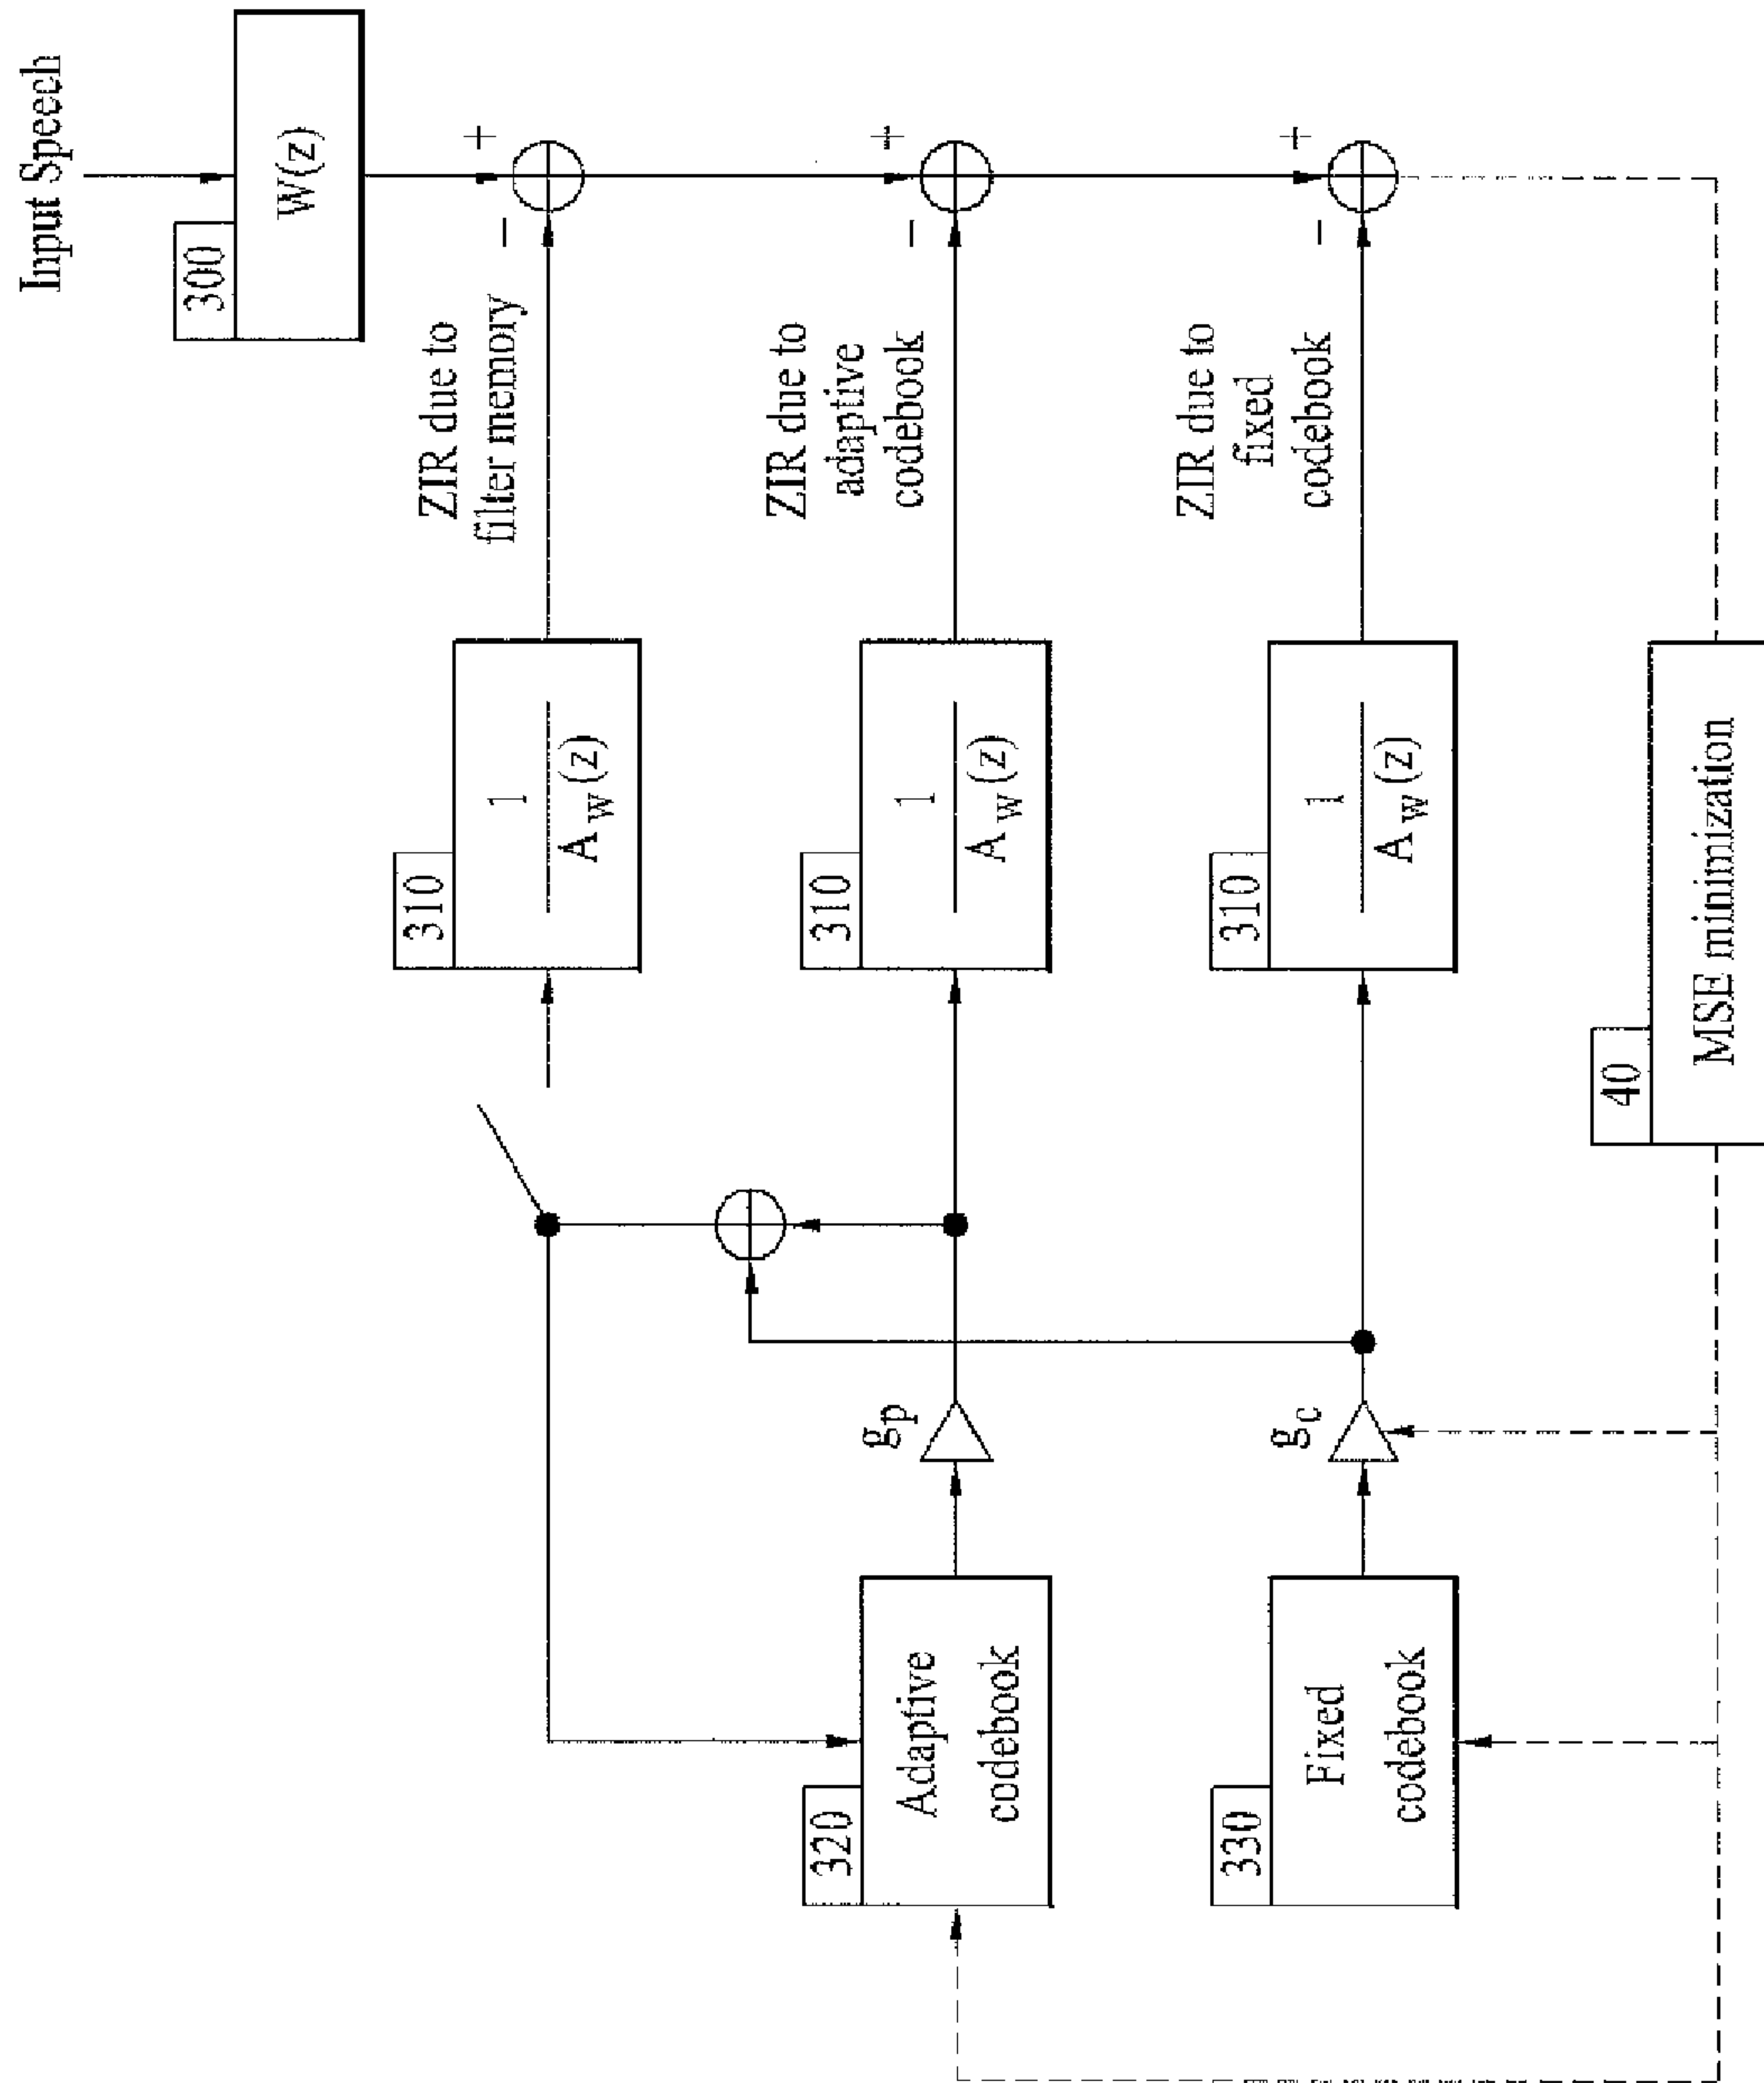 Input Speech
300
W(z)
+
−
ZIR due to
filter memory
310
1
A w (z)
+
−
ZIR due to
adaptive
codebook
310
1
A w (z)
+
−
ZIR due to
fixed
codebook
310
1
A w (z)
320
Adaptive
codebook
g p
330
Fixed
codebook
g c
40
MSE minimization